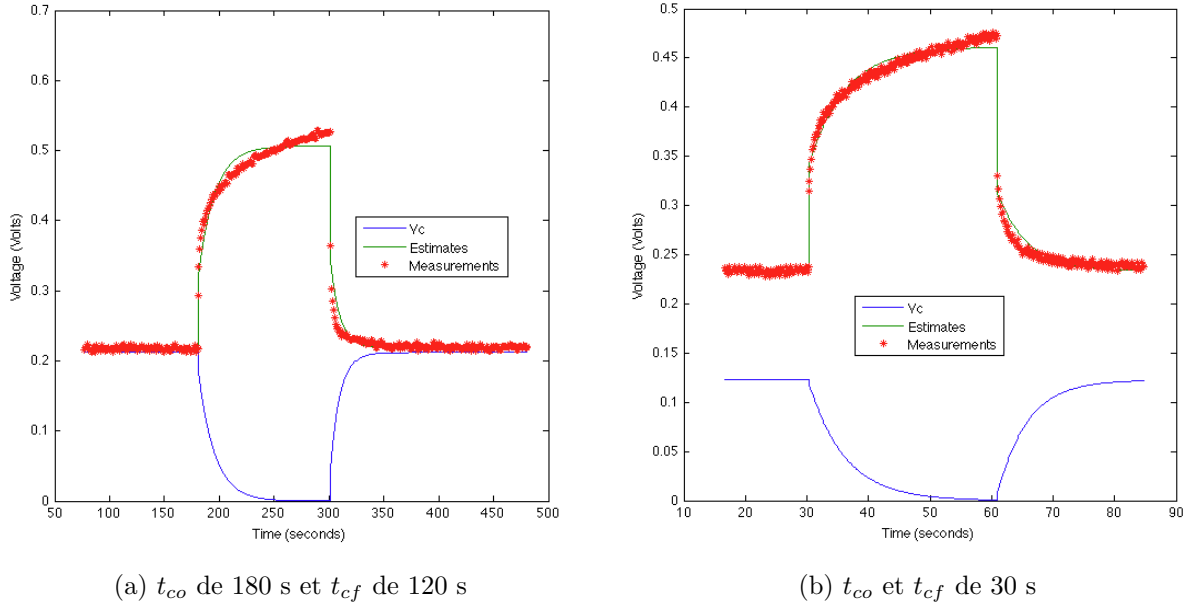 0.7
0.6
0.5
0.4
0.3
0.2
0.1
0
Voltage (Volts)
50 100 150 200 250 300 350 400 450 500
Time (seconds)
Vc
Estimates
Measurements
(a) t_co de 180 s et t_cf de 120 s
0.5
0.45
0.4
0.35
0.3
0.25
0.2
0.15
0.1
0.05
0
Voltage (Volts)
10 20 30 40 50 60 70 80 90
Time (seconds)
Vc
Estimates
Measurements
(b) t_co et t_cf de 30 s